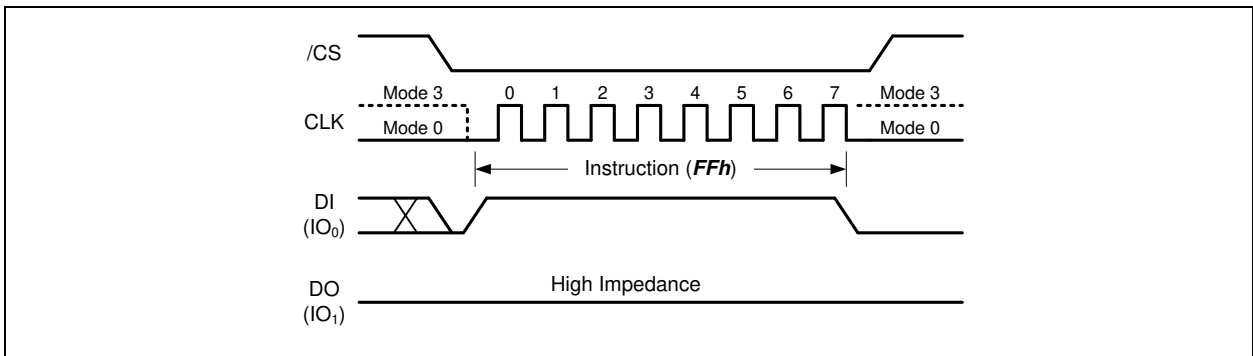 /CS
Mode 3 0 1 2 3 4 5 6 7 Mode 3
CLK
Mode 0 Mode 0
Instruction (FFh)
DI
(IO₀)
High Impedance
DO
(IO₁)